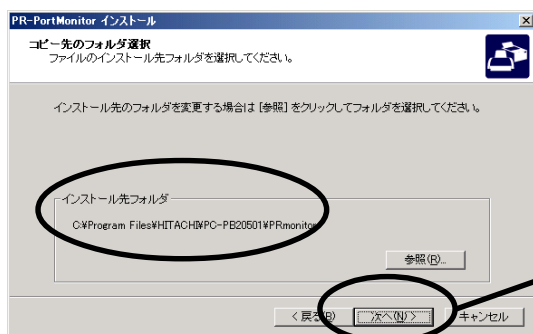 PR-PortMonitor インストール
コピー先のフォルダ選択
ファイルのインストール先フォルダを選択してください。
インストール先のフォルダを変更する場合は [参照] をクリックしてフォルダを選択してください。
インストール先フォルダ
C:¥Program Files¥HITACHI¥PC-PB20501¥PRmonitor
参照(R)...
< 戻る(B)
次へ(N) >
キャンセル